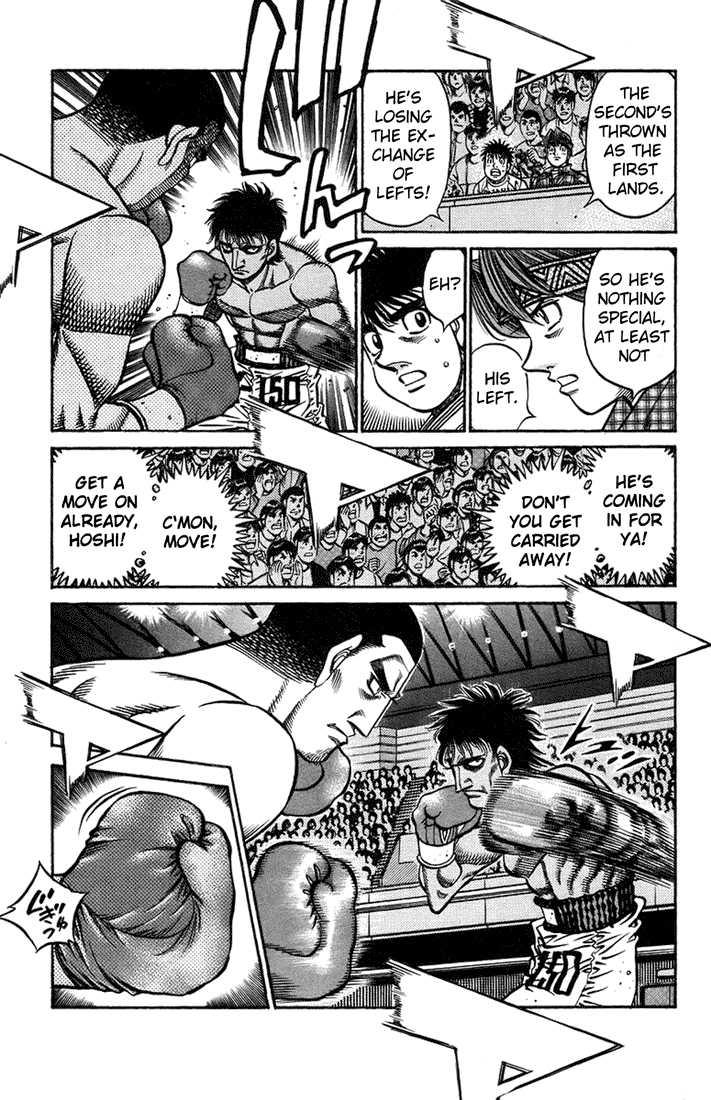 THE
SECOND'S
THROWN
AS THE
FIRST
LANDS.
HE'S
LOSING
THE EX-
CHANGE
OF
LEFTS!
SO HE'S
NOTHING
SPECIAL,
AT LEAST
NOT
HIS
LEFT.
EH?
150
HE'S
COMING
IN FOR
YA!
DON'T
YOU GET
CARRIED
AWAY!
C'MON,
MOVE!
GET A
MOVE ON
ALREADY,
HOSHI!
150